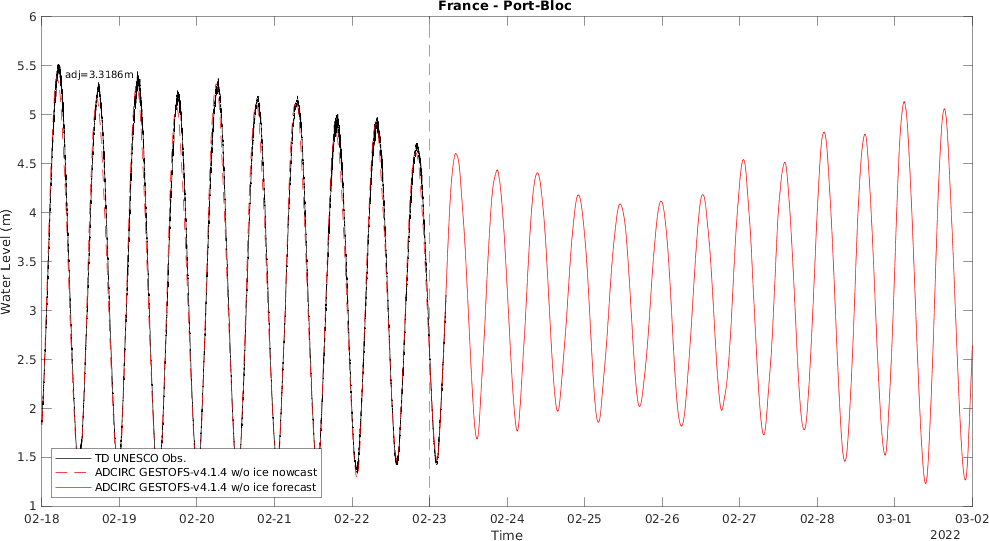 France - Port-Bloc
6
5.5
5
4.5
4
3.5
3
2.5
2
1.5
1
Water Level (m)
adj=3.3186m
TD UNESCO Obs.
ADCIRC GESTOFS-v4.1.4 w/o ice nowcast
ADCIRC GESTOFS-v4.1.4 w/o ice forecast
02-18 02-19 02-20 02-21 02-22 02-23 02-24 02-25 02-26 02-27 02-28 03-01 03-02
Time
2022